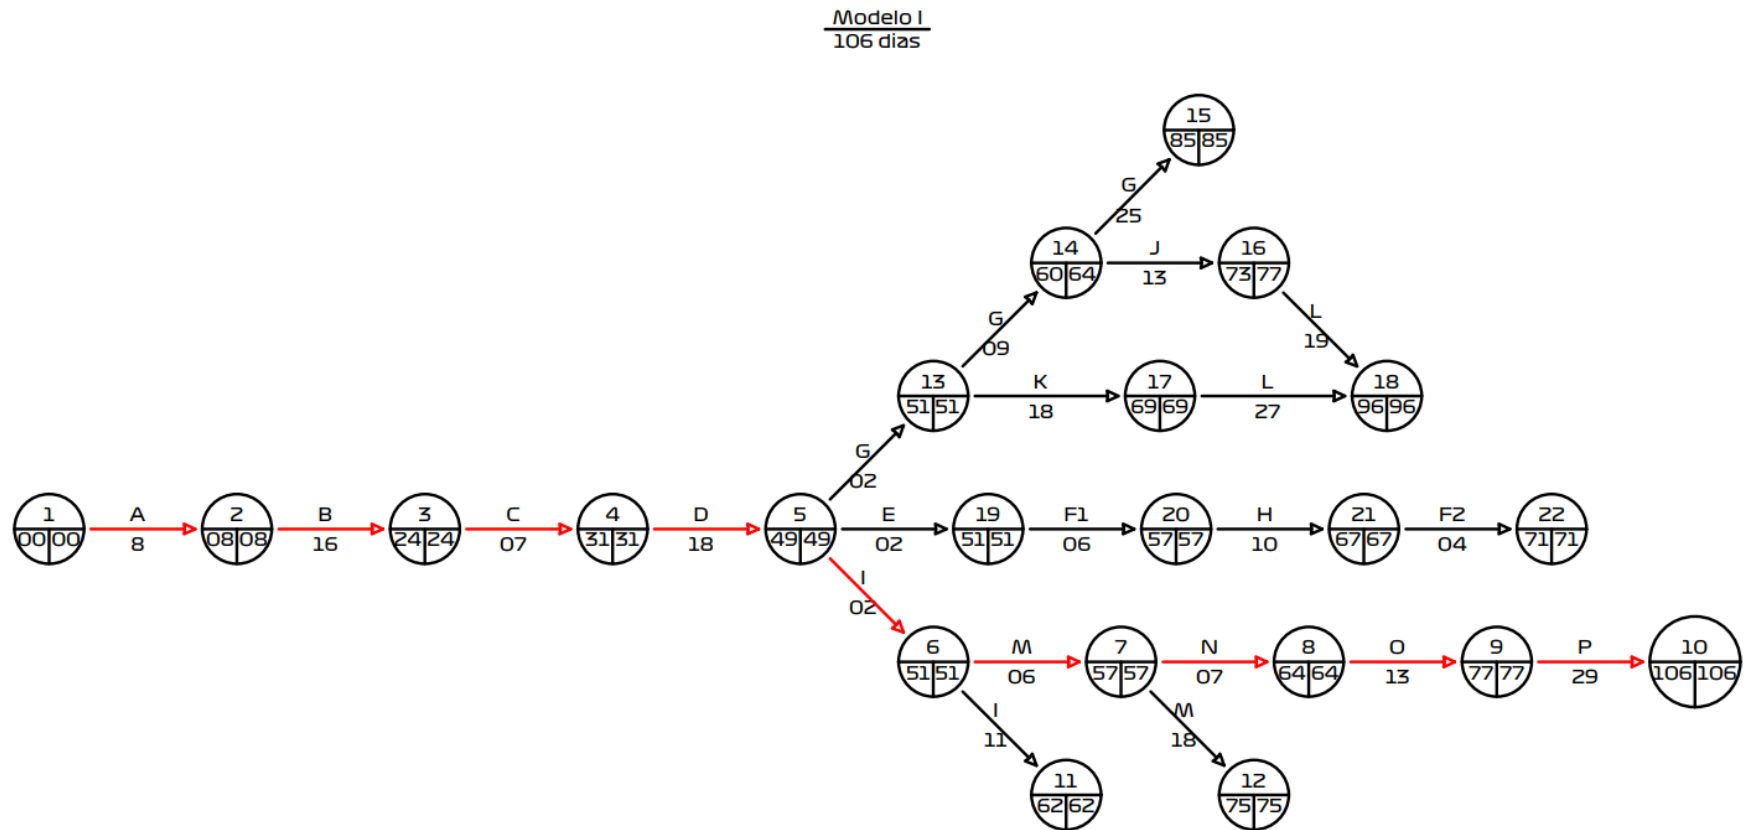 Modelo I
106 dias
15
85 85
G
25
14
60 64
J
13
16
73 77
G
09
L
19
13
51 51
K
18
17
69 69
L
27
18
96 96
G
02
1
00 00
A
8
2
08 08
B
16
3
24 24
C
07
4
31 31
D
18
5
49 49
E
02
19
51 51
F1
06
20
57 57
H
10
21
67 67
F2
04
22
71 71
I
02
6
51 51
M
06
7
57 57
N
07
8
64 64
O
13
9
77 77
P
29
10
106 106
I
11
M
18
11
62 62
12
75 75